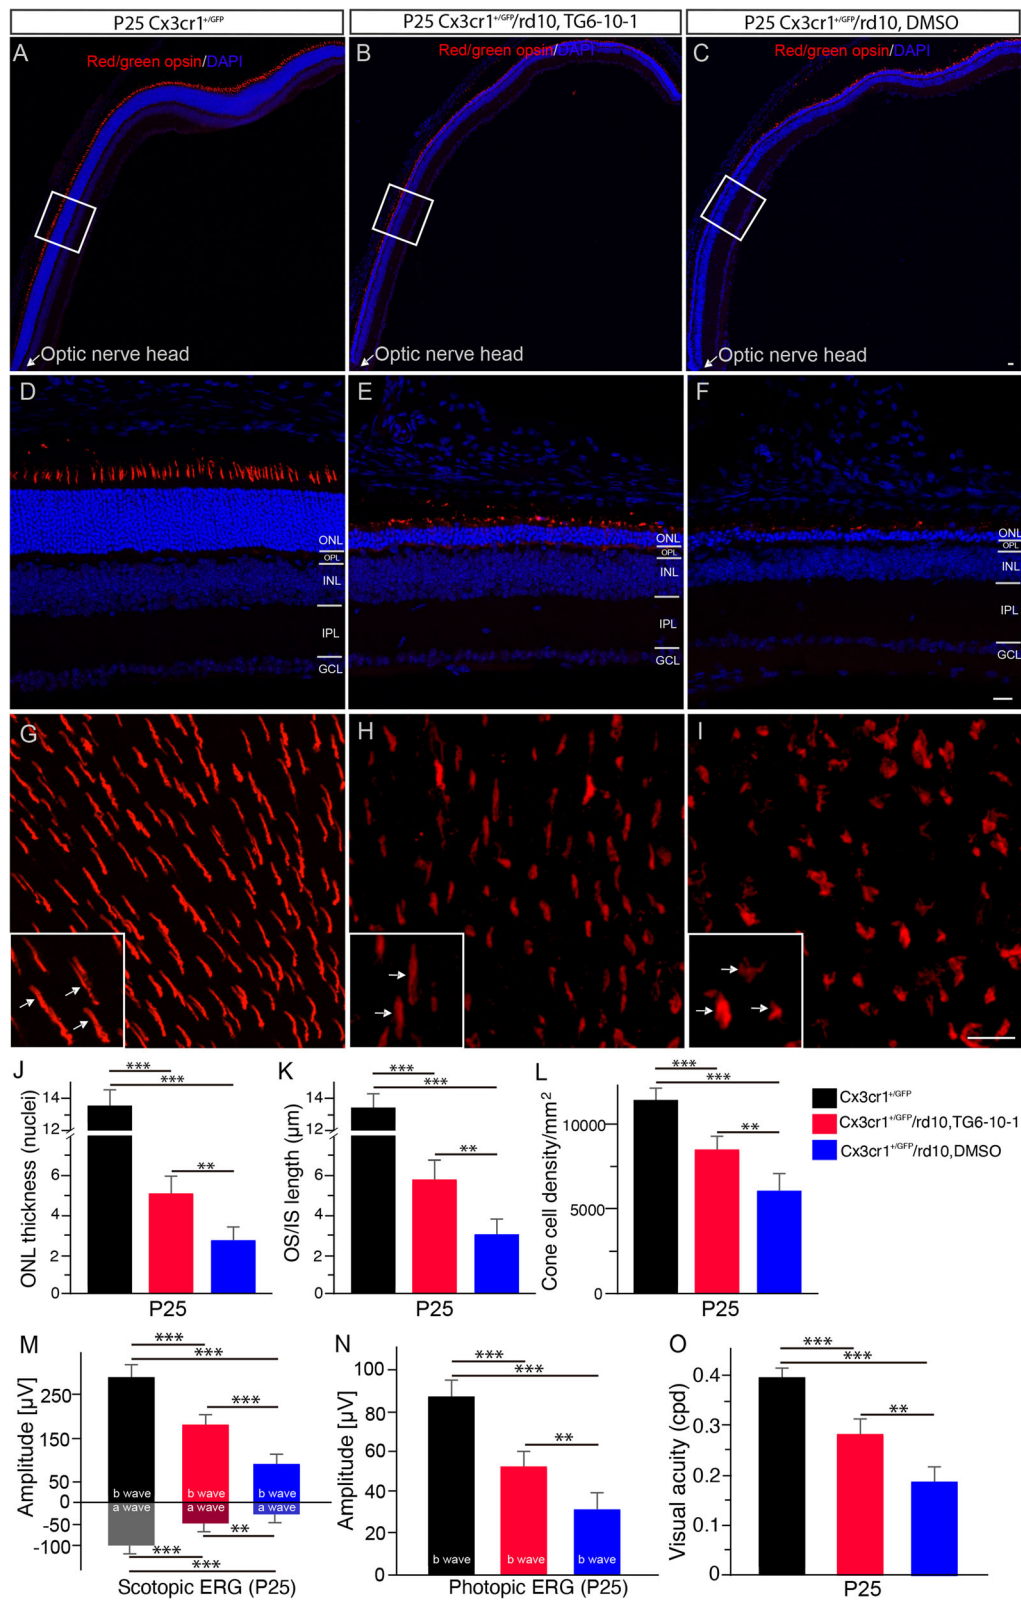 P25 Cx3cr1+/GFP
P25 Cx3cr1+/GFP/rd10, TG6-10-1
P25 Cx3cr1+/GFP/rd10, DMSO
A
Red/green opsin/DAPI
Optic nerve head
B
Red/green opsin/DAPI
C
Red/green opsin/DAPI
Optic nerve head
D
ONL
OPL
INL
IPL
GCL
E
ONL
OPL
INL
IPL
GCL
F
ONL
OPL
INL
IPL
GCL
G
H
I
J
***
***
**
ONL thickness (nuclei)
14
12
6
4
2
0
P25
K
***
***
**
OS/IS length (µm)
14
12
6
4
2
0
P25
L
***
***
**
Cone cell density/mm2
10000
5000
0
P25
Cx3cr1+/GFP
Cx3cr1+/GFP/rd10,TG6-10-1
Cx3cr1+/GFP/rd10,DMSO
M
***
***
***
Amplitude [µV]
250
150
50
0
-50
-100
b wave
b wave
b wave
a wave
a wave
a wave
**
***
***
Scotopic ERG (P25)
N
***
***
**
Amplitude [µV]
100
80
60
40
20
0
b wave
b wave
b wave
Photopic ERG (P25)
O
***
***
**
Visual acuity (cpd)
0.4
0.3
0.2
0.1
0
P25